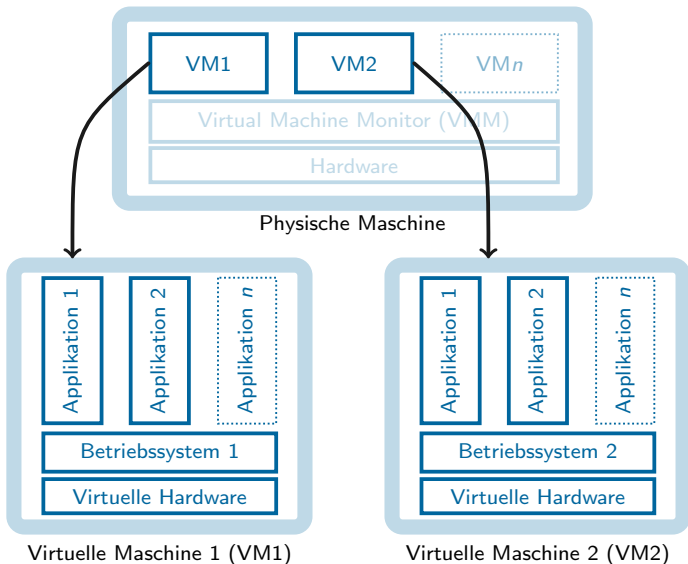 VM1 VM2 VMn
Virtual Machine Monitor (VMM)
Hardware
Physische Maschine
Applikation 1
Applikation 2
Applikation n
Betriebssystem 1
Virtuelle Hardware
Virtuelle Maschine 1 (VM1)
Applikation 1
Applikation 2
Applikation n
Betriebssystem 2
Virtuelle Hardware
Virtuelle Maschine 2 (VM2)